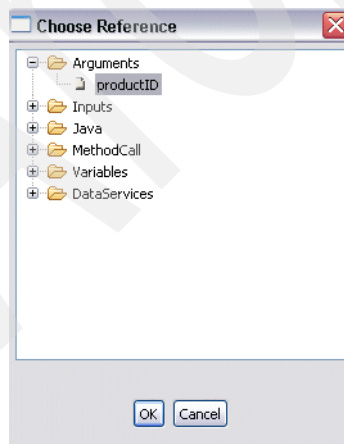 Choose Reference
Arguments
productID
Inputs
Java
MethodCall
Variables
DataServices
OK Cancel